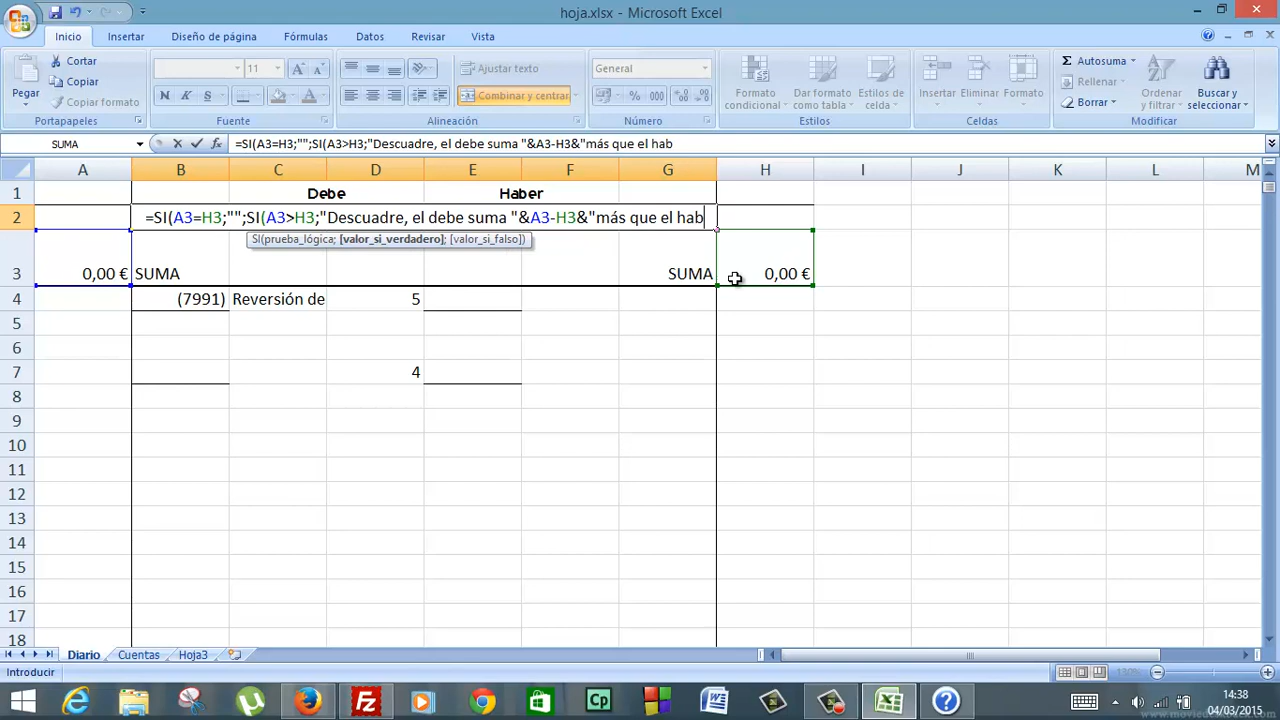 hoja.xlsx - Microsoft Excel
Inicio Insertar Diseño de página Fórmulas Datos Revisar Vista
Pegar
Cortar
Copiar
Copiar formato
Portapapeles
11
A A
N K S A
Fuente
Ajustar texto
Combinar y centrar
Alineación
General
% 000
Número
Formato condicional
Dar formato como tabla
Estilos de celda
Estilos
Insertar Eliminar Formato
Celdas
Σ Autosuma
Rellenar
Borrar
Ordenar y filtrar
Buscar y seleccionar
Modificar
SUMA
=SI(A3=H3;"";SI(A3>H3;"Descuadre, el debe suma "&A3-H3&"más que el hab
A B C D E F G H I J K L M
1 Debe Haber
2 =SI(A3=H3;"";SI(A3>H3;"Descuadre, el debe suma "&A3-H3&"más que el hab
SI(prueba_lógica; [valor_si_verdadero]; [valor_si_falso])
3 0,00 € SUMA SUMA 0,00 €
4 (7991) Reversión de 5
5
6
7 4
8
9
10
11
12
13
14
15
16
17
18
Diario Cuentas Hoja3
Introducir 130%
14:38
04/03/2015